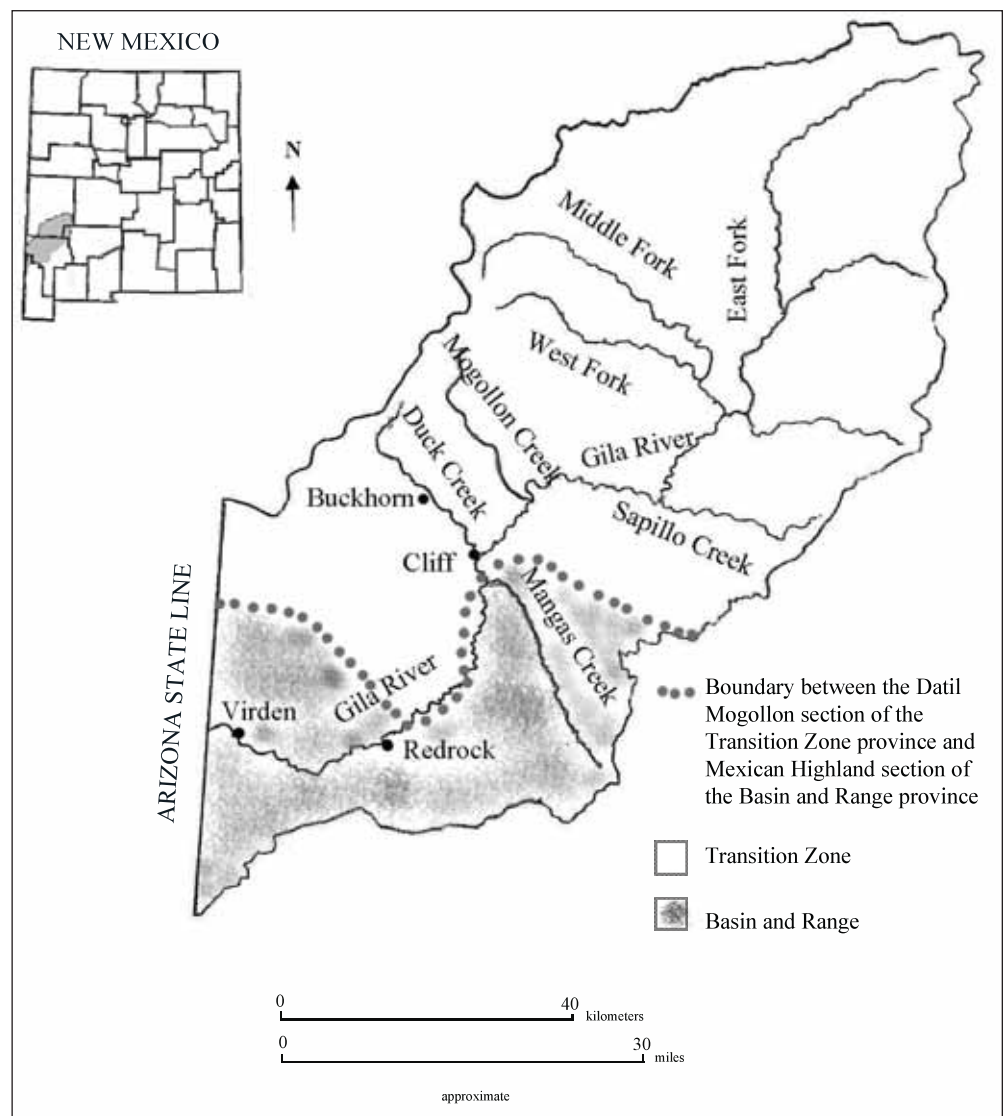 NEW MEXICO
N
Middle Fork
East Fork
West Fork
Mogollon Creek
Duck Creek
Gila River
Buckhorn
Sapillo Creek
Cliff
Mangas Creek
ARIZONA STATE LINE
Gila River
Virden
Redrock
Boundary between the Datil
Mogollon section of the
Transition Zone province and
Mexican Highland section of
the Basin and Range province
Transition Zone
Basin and Range
0 40 kilometers
0 30 miles
approximate